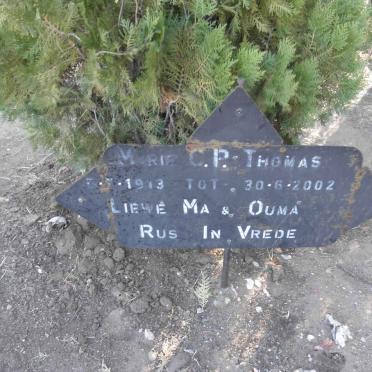 MARIE C.P. THOMAS
-1913 TOT 30-6-2002
LIEWE MA & OUMA
RUS IN VREDE